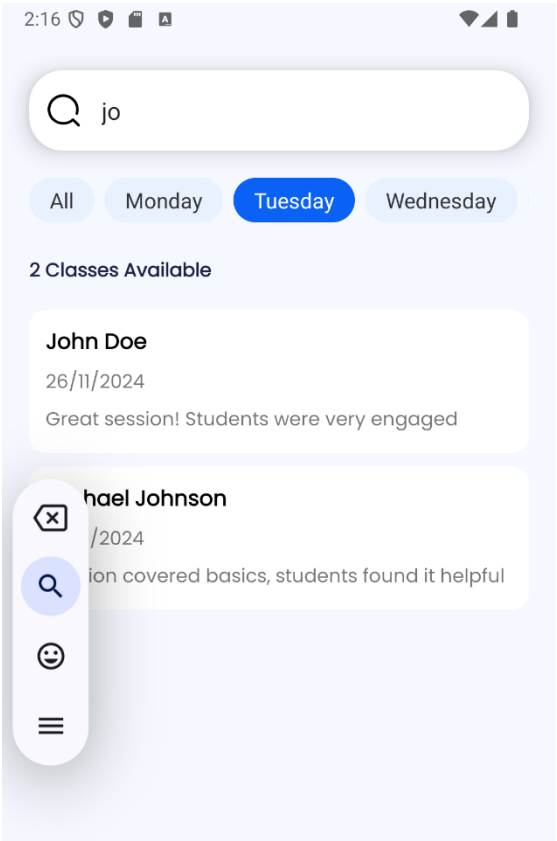 2:16
jo
All Monday Tuesday Wednesday
2 Classes Available
John Doe
26/11/2024
Great session! Students were very engaged
hael Johnson
/2024
ion covered basics, students found it helpful